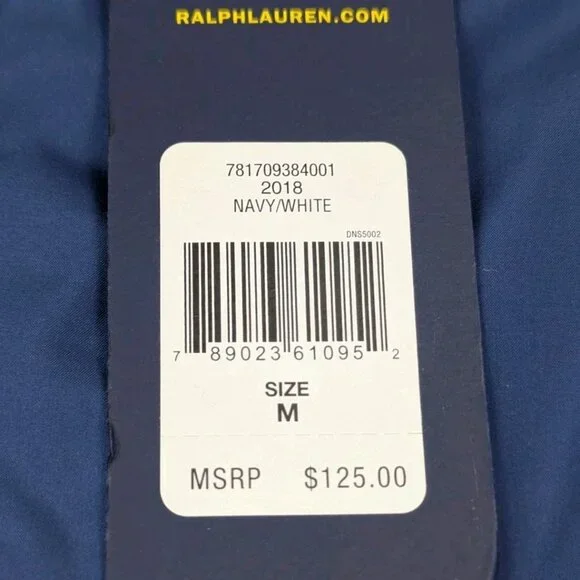 RALPHLAUREN.COM
781709384001
2018
NAVY/WHITE
DNS5002
7 89023 61095 2
SIZE
M
MSRP $125.00